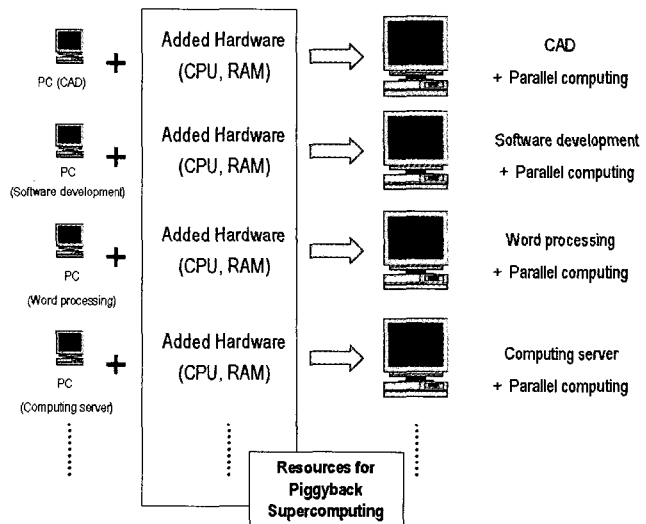 PC (CAD)
+
Added Hardware
(CPU, RAM)
CAD
+ Parallel computing
PC
(Software development)
+
Added Hardware
(CPU, RAM)
Software development
+ Parallel computing
PC
(Word processing)
+
Added Hardware
(CPU, RAM)
Word processing
+ Parallel computing
PC
(Computing server)
+
Added Hardware
(CPU, RAM)
Computing server
+ Parallel computing
Resources for
Piggyback
Supercomputing